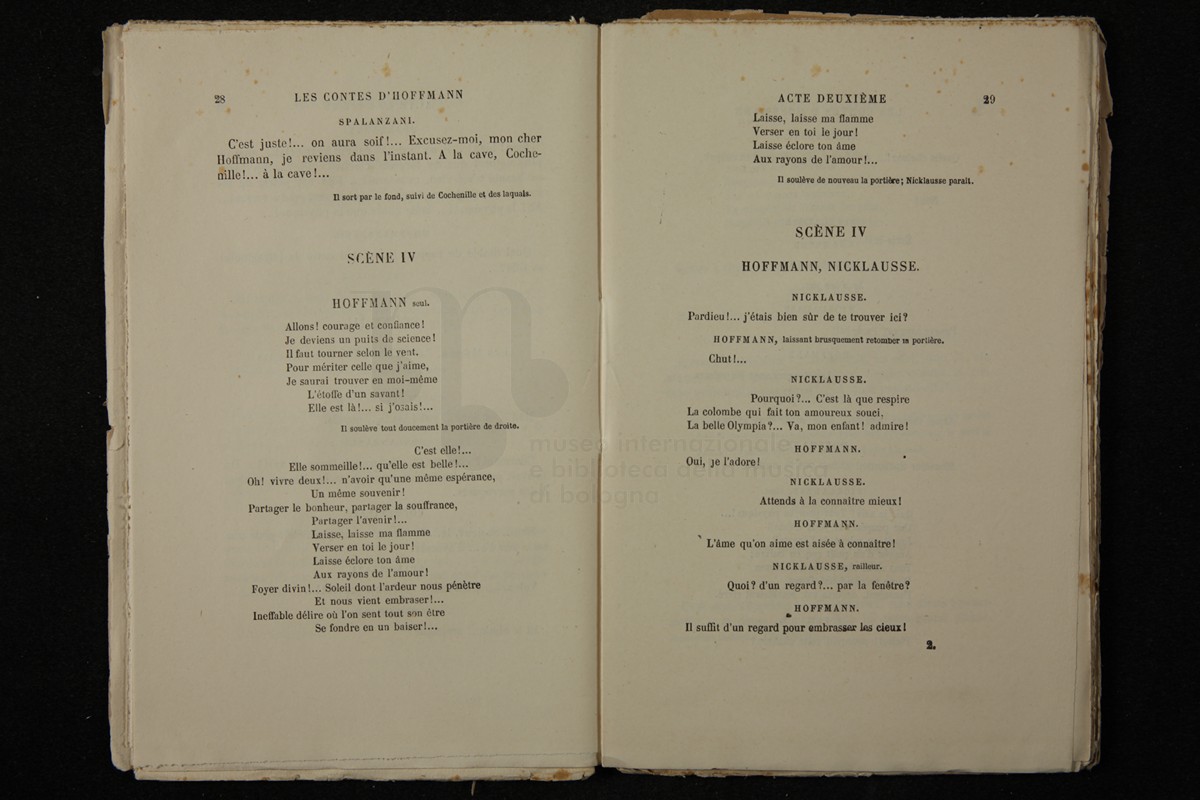 28 LES CONTES D'HOFFMANN
SPALANZANI.
C'est juste!... on aura soif!... Excusez-moi, mon cher
Hoffmann, je reviens dans l'instant. A la cave, Coche-
nille!... à la cave!...
Il sort par le fond, suivi de Cochenille et des laquais.
SCÈNE IV
HOFFMANN seul.
Allons! courage et confiance!
Je deviens un puits de science!
Il faut tourner selon le vent.
Pour mériter celle que j'aime,
Je saurai trouver en moi-même
L'étoffe d'un savant!
Elle est là!... si j'osais!...
Il soulève tout doucement la portière de droite.
C'est elle!...
Elle sommeille!... qu'elle est belle!...
Oh! vivre deux!... n'avoir qu'une même espérance,
Un même souvenir!
Partager le bonheur, partager la souffrance,
Partager l'avenir!...
Laisse, laisse ma flamme
Verser en toi le jour!
Laisse éclore ton âme
Aux rayons de l'amour!
Foyer divin!... Soleil dont l'ardeur nous pénètre
Et nous vient embraser!...
Ineffable délire où l'on sent tout son être
Se fondre en un baiser!...
ACTE DEUXIÈME 29
Laisse, laisse ma flamme
Verser en toi le jour!
Laisse éclore ton âme
Aux rayons de l'amour!...
Il soulève de nouveau la portière; Nicklausse paraît.
SCÈNE IV
HOFFMANN, NICKLAUSSE.
NICKLAUSSE.
Pardieu!... j'étais bien sûr de te trouver ici?
HOFFMANN, laissant brusquement retomber la portière.
Chut!...
NICKLAUSSE.
Pourquoi?... C'est là que respire
La colombe qui fait ton amoureux souci,
La belle Olympia?... Va, mon enfant! admire!
HOFFMANN.
Oui, je l'adore!
NICKLAUSSE.
Attends à la connaître mieux!
HOFFMANN.
L'âme qu'on aime est aisée à connaître!
NICKLAUSSE, railleur.
Quoi? d'un regard?... par la fenêtre?
HOFFMANN.
Il suffit d'un regard pour embrasser les cieux!
2.
museo internazionale
e biblioteca della musica
di bologna